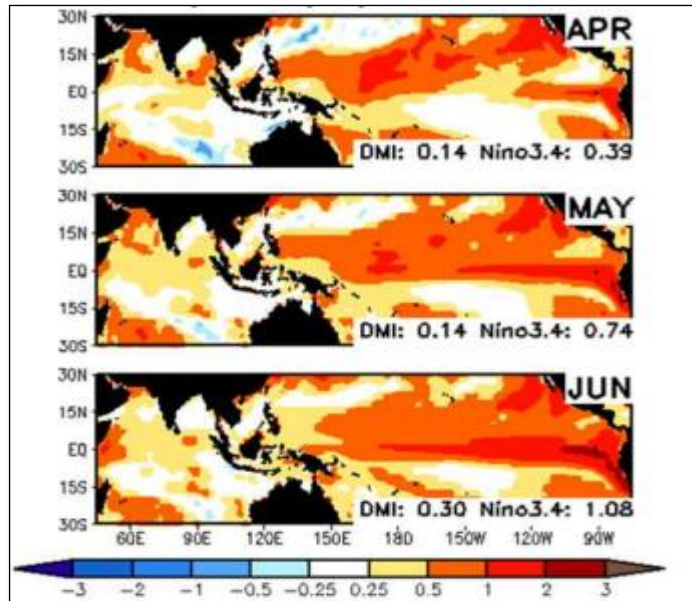 30N
APR
15N
EQ
15S
30S
DMI: 0.14 Nino3.4: 0.39
30N
MAY
15N
EQ
15S
30S
DMI: 0.14 Nino3.4: 0.74
30N
JUN
15N
EQ
15S
30S
DMI: 0.30 Nino3.4: 1.08
60E 90E 120E 150E 180 150W 120W 90W
-3 -2 -1 -0.5 -0.25 0.25 0.5 1 2 3